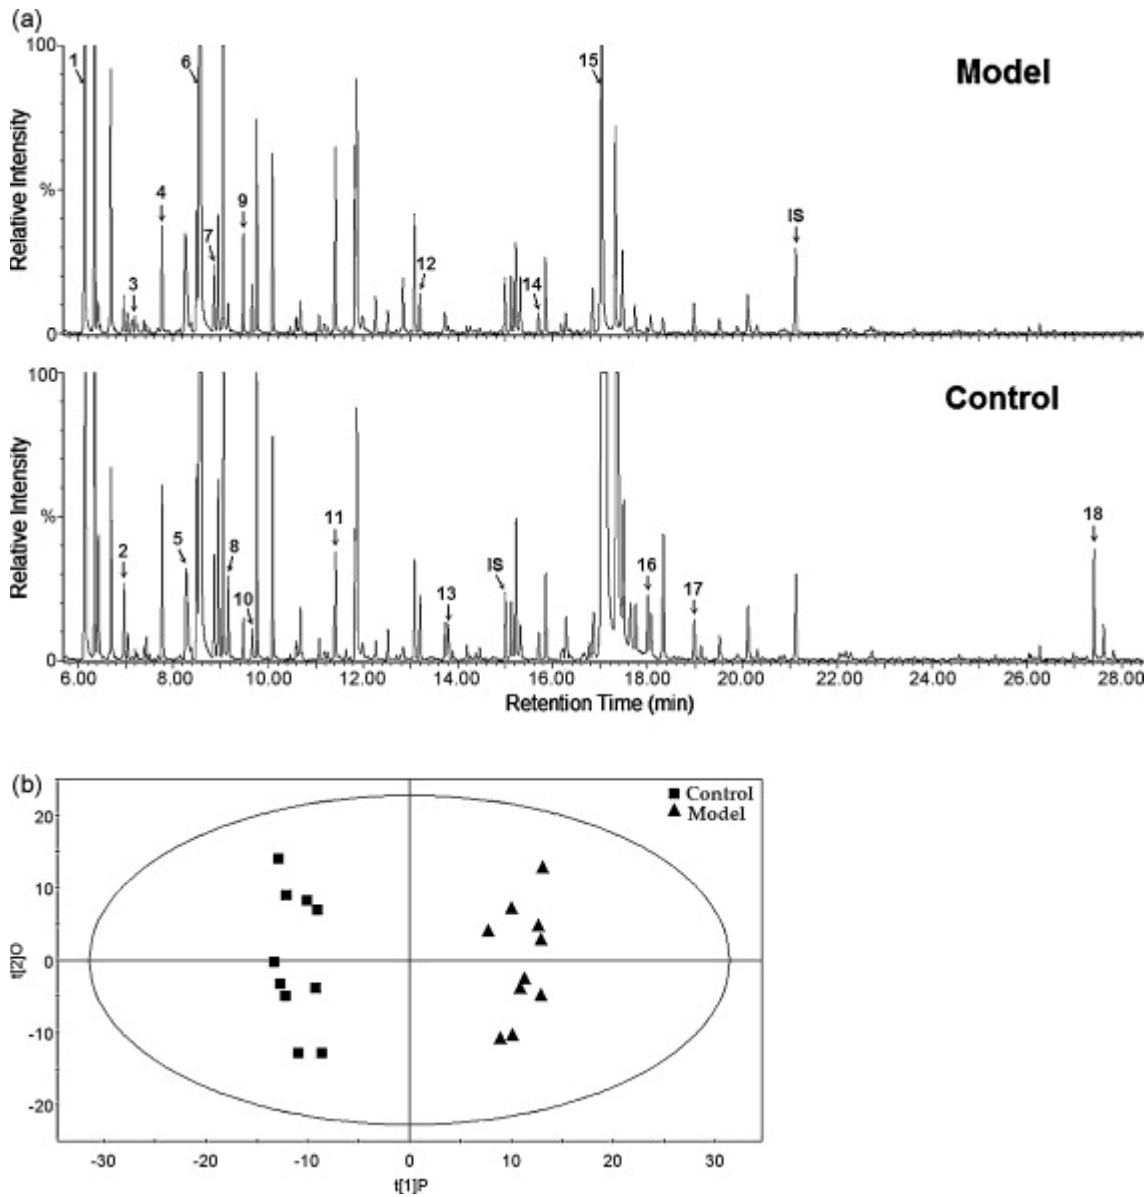 (a)
100
1
6
15
Model
Relative Intensity
%
4
9
3
7
12
14
IS
0
100
Control
Relative Intensity
%
2
5
8
10
11
13
IS
16
17
18
0
6.00 8.00 10.00 12.00 14.00 16.00 18.00 20.00 22.00 24.00 26.00 28.00
Retention Time (min)
(b)
Control
Model
20
10
0
-10
-20
t[2]O
-30 -20 -10 0 10 20 30
t[1]P